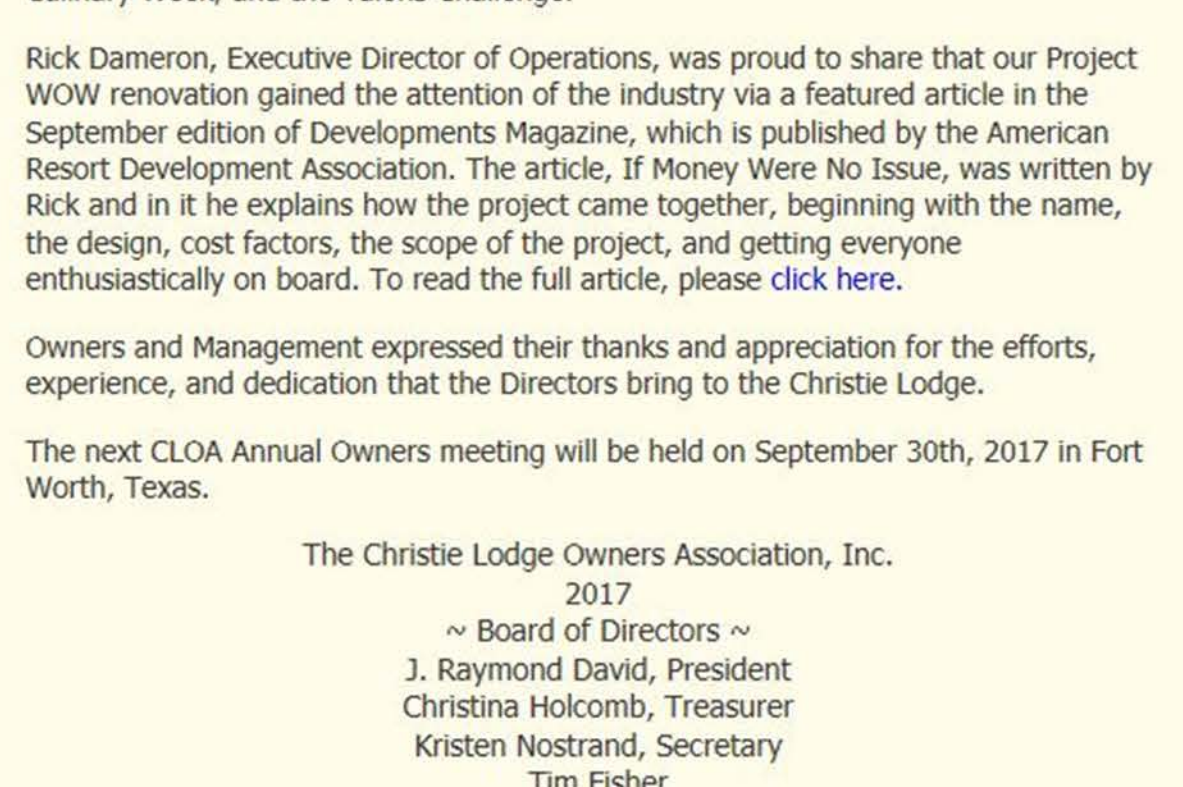 Rick Dameron, Executive Director of Operations, was proud to share that our Project
WOW renovation gained the attention of the industry via a featured article in the
September edition of Developments Magazine, which is published by the American
Resort Development Association. The article, If Money Were No Issue, was written by
Rick and in it he explains how the project came together, beginning with the name,
the design, cost factors, the scope of the project, and getting everyone
enthusiastically on board. To read the full article, please click here.
Owners and Management expressed their thanks and appreciation for the efforts,
experience, and dedication that the Directors bring to the Christie Lodge.
The next CLOA Annual Owners meeting will be held on September 30th, 2017 in Fort
Worth, Texas.
The Christie Lodge Owners Association, Inc.
2017
~ Board of Directors ~
J. Raymond David, President
Christina Holcomb, Treasurer
Kristen Nostrand, Secretary
Tim Fisher